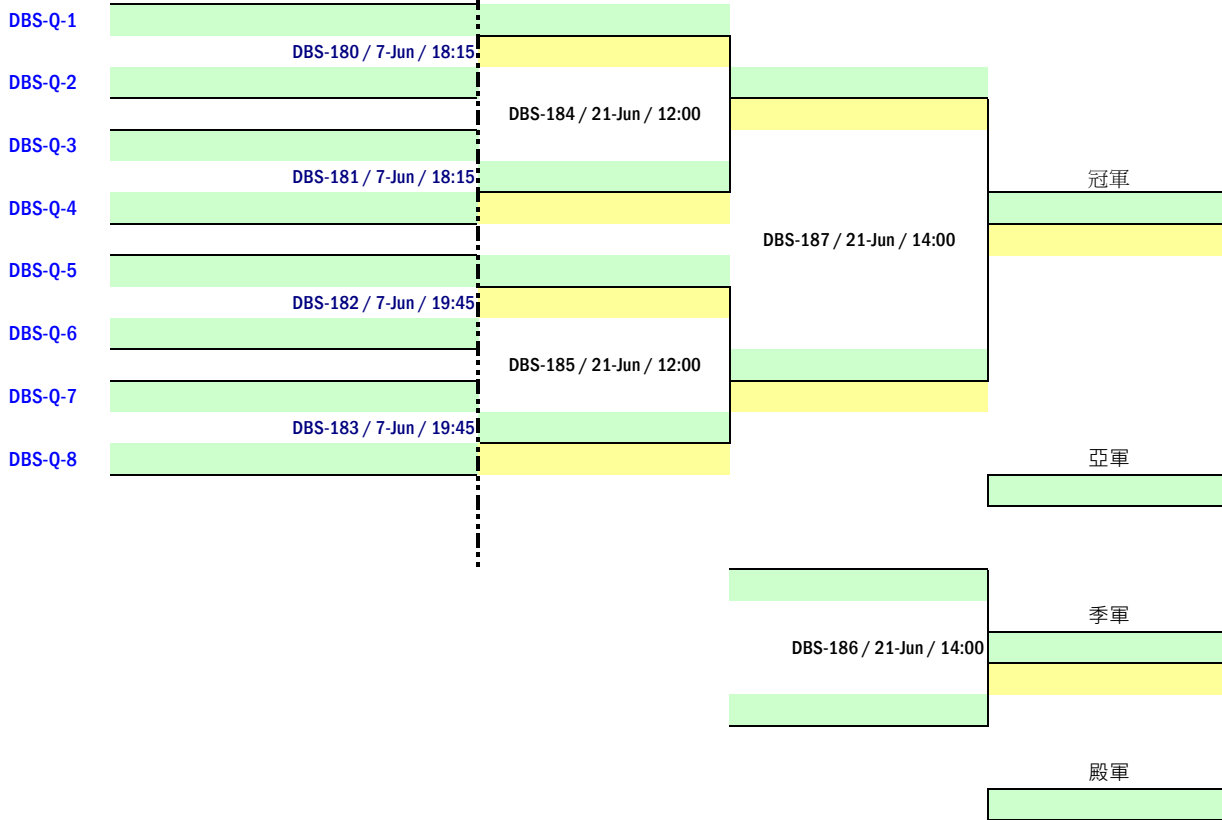 DBS-Q-1
DBS-180 / 7-Jun / 18:15
DBS-Q-2
DBS-184 / 21-Jun / 12:00
DBS-Q-3
DBS-181 / 7-Jun / 18:15
冠軍
DBS-Q-4
DBS-187 / 21-Jun / 14:00
DBS-Q-5
DBS-182 / 7-Jun / 19:45
DBS-Q-6
DBS-185 / 21-Jun / 12:00
DBS-Q-7
DBS-183 / 7-Jun / 19:45
DBS-Q-8
亞軍
季軍
DBS-186 / 21-Jun / 14:00
殿軍